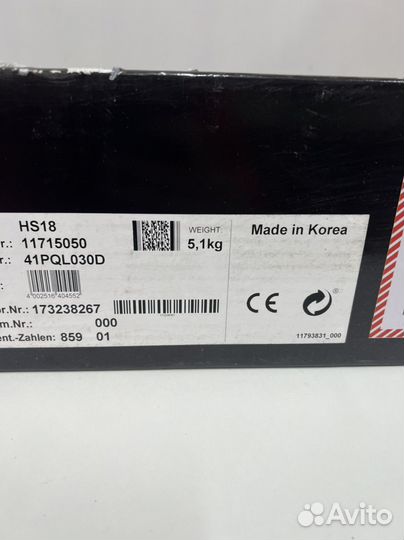 HS18
r.: 11715050
r.: 41PQL030D
WEIGHT:
5,1kg
4 002516 404552
or.Nr.: 173238267
m.Nr.: 000
ent.-Zahlen: 859 01
Made in Korea
CE
11793831_000
Avito